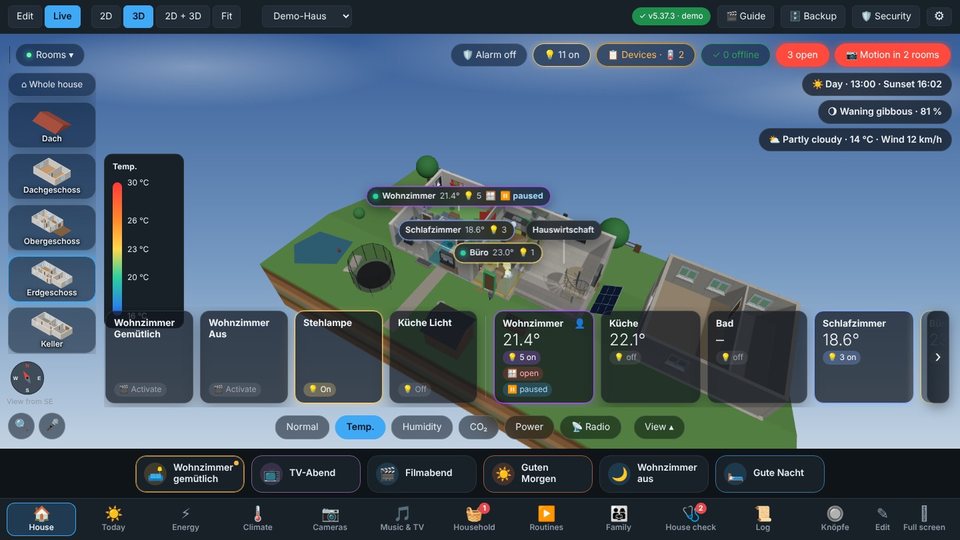 Edit
Live
2D
3D
2D + 3D
Fit
Demo-Haus
✓ v5.37.3 · demo
Guide
Backup
Security
Rooms ▾
Alarm off
11 on
Devices · 2
✓ 0 offline
3 open
Motion in 2 rooms
⌂ Whole house
Day · 13:00 · Sunset 16:02
Waning gibbous · 81 %
Partly cloudy · 14 °C · Wind 12 km/h
Dach
Dachgeschoss
Obergeschoss
Erdgeschoss
Keller
Temp.
30 °C
26 °C
23 °C
20 °C
16 °C
Wohnzimmer 21.4° 5 paused
Schlafzimmer 18.6° 3
Hauswirtschaft
Büro 23.0° 1
Wohnzimmer
Gemütlich
Activate
Wohnzimmer
Aus
Activate
Stehlampe
On
Küche Licht
Off
Wohnzimmer
21.4°
5 on
open
paused
Küche
22.1°
off
Bad
–
off
Schlafzimmer
18.6°
3 on
›
N
E
S
W
View from SE
Normal
Temp.
Humidity
CO₂
Power
Radio
View ▴
Wohnzimmer
gemütlich
TV-Abend
Filmabend
Guten
Morgen
Wohnzimmer
aus
Gute Nacht
House
Today
Energy
Climate
Cameras
Music & TV
1
Household
Routines
Family
2
House check
Log
Knöpfe
Edit
Full screen